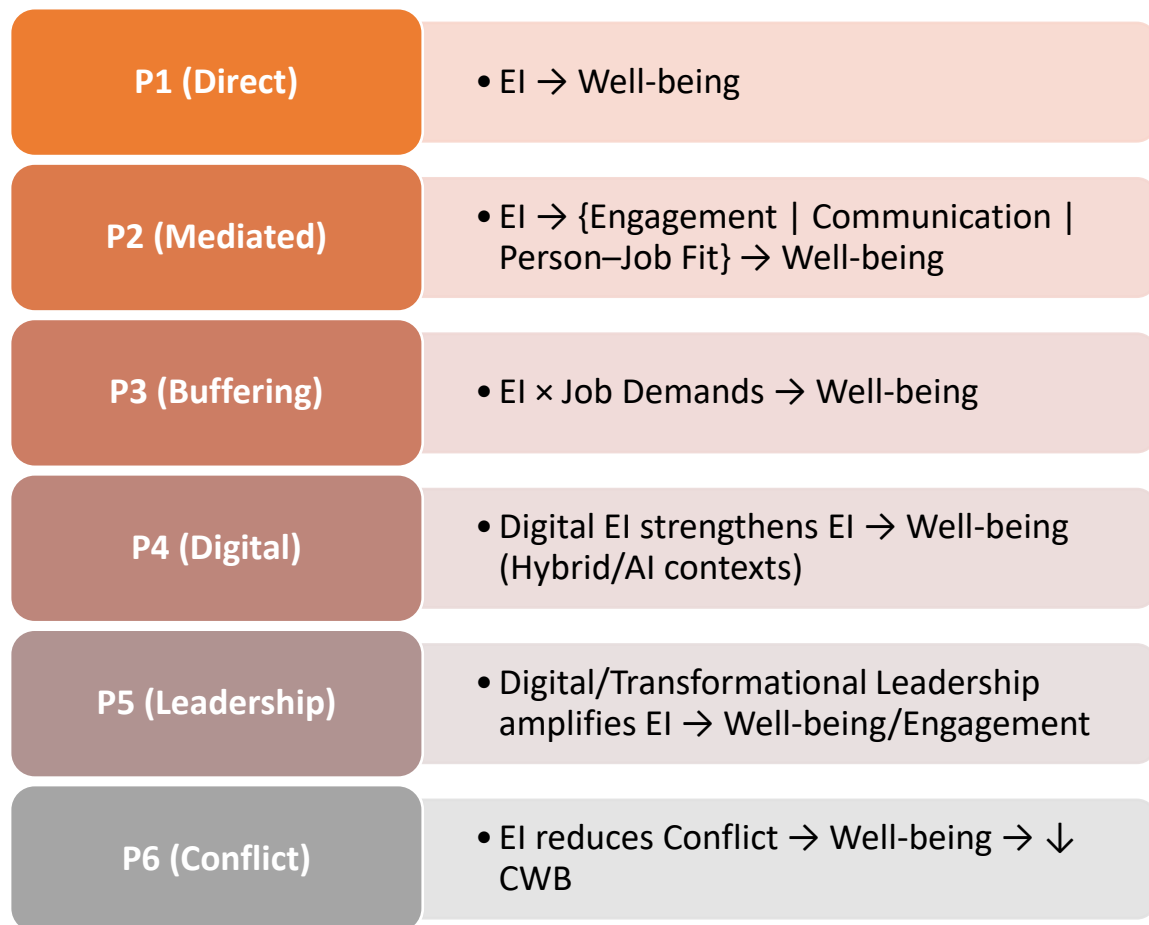 P1 (Direct)
• EI → Well-being
P2 (Mediated)
• EI → {Engagement | Communication |
Person–Job Fit} → Well-being
P3 (Buffering)
• EI × Job Demands → Well-being
P4 (Digital)
• Digital EI strengthens EI → Well-being
(Hybrid/AI contexts)
P5 (Leadership)
• Digital/Transformational Leadership
amplifies EI → Well-being/Engagement
P6 (Conflict)
• EI reduces Conflict → Well-being → ↓
CWB